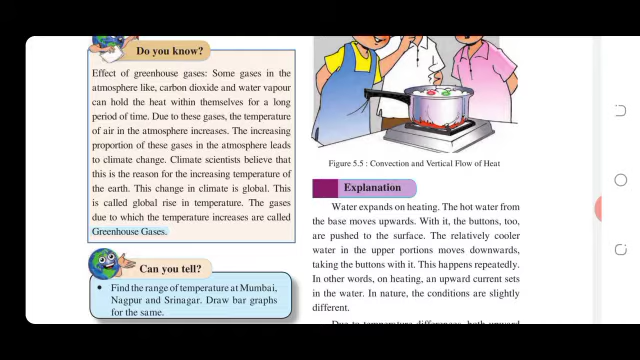 Do you know?
Effect of greenhouse gases: Some gases in the
atmosphere like, carbon dioxide and water vapour
can hold the heat within themselves for a long
period of time. Due to these gases, the temperature
of air in the atmosphere increases. The increasing
proportion of these gases in the atmosphere leads
to climate change. Climate scientists believe that
this is the reason for the increasing temperature of
the earth. This change in climate is global. This
is called global rise in temperature. The gases
due to which the temperature increases are called
Greenhouse Gases.
Can you tell?
• Find the range of temperature at Mumbai,
Nagpur and Srinagar. Draw bar graphs
for the same.
Figure 5.5 : Convection and Vertical Flow of Heat
Explanation
Water expands on heating. The hot water from
the base moves upwards. With it, the buttons, too,
are pushed to the surface. The relatively cooler
water in the upper portions moves downwards,
taking the buttons with it. This happens repeatedly.
In other words, on heating, an upward current sets
in the water. In nature, the conditions are slightly
different.
Due to temperature differences, both upward